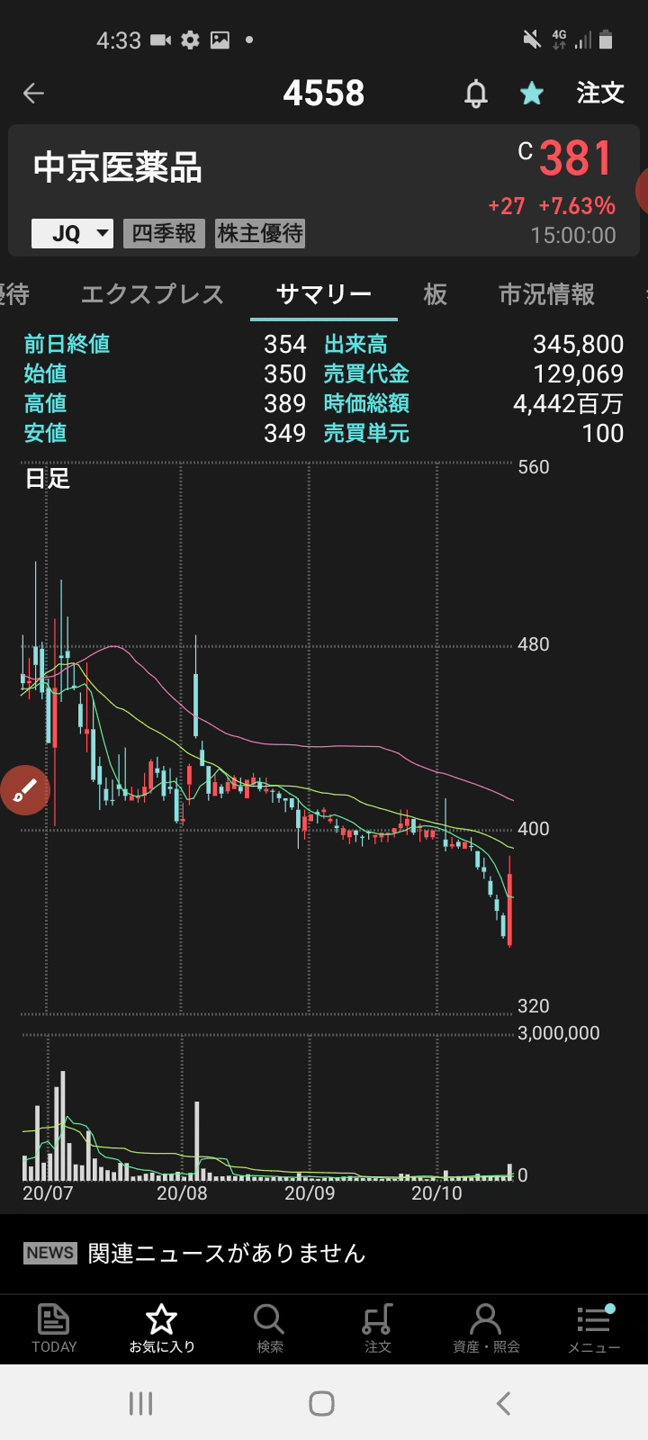 4:33
4G
4558
注文
中京医薬品
C 381
+27 +7.63%
JQ 四季報 株主優待
15:00:00
優待 エクスプレス サマリー 板 市況情報
前日終値 354 出来高 345,800
始値 350 売買代金 129,069
高値 389 時価総額 4,442百万
安値 349 売買単元 100
日足
560
480
400
320
3,000,000
0
20/07 20/08 20/09 20/10
NEWS 関連ニュースがありません
TODAY お気に入り 検索 注文 資産・照会 メニュー